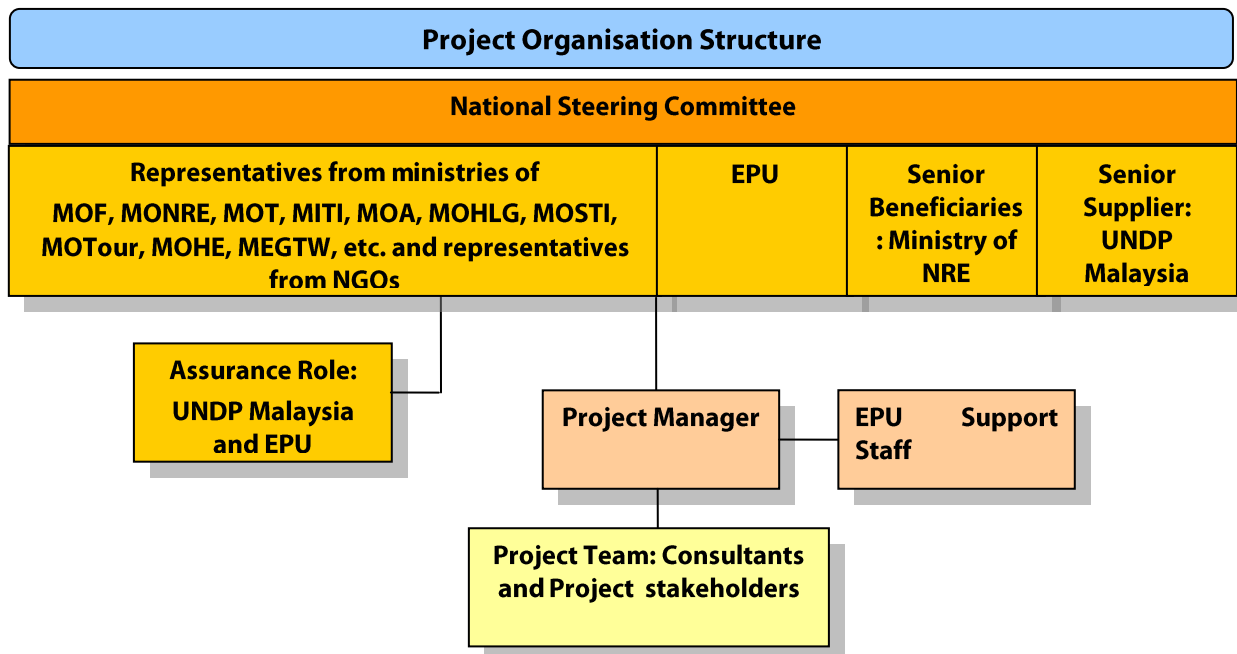 Project Organisation Structure
National Steering Committee
Representatives from ministries of
MOF, MONRE, MOT, MITI, MOA, MOHLG, MOSTI,
MOTour, MOHE, MEGTW, etc. and representatives
from NGOs
EPU
Senior
Beneficiaries
: Ministry of
NRE
Senior
Supplier:
UNDP
Malaysia
Assurance Role:
UNDP Malaysia
and EPU
Project Manager
EPU Support
Staff
Project Team: Consultants
and Project stakeholders